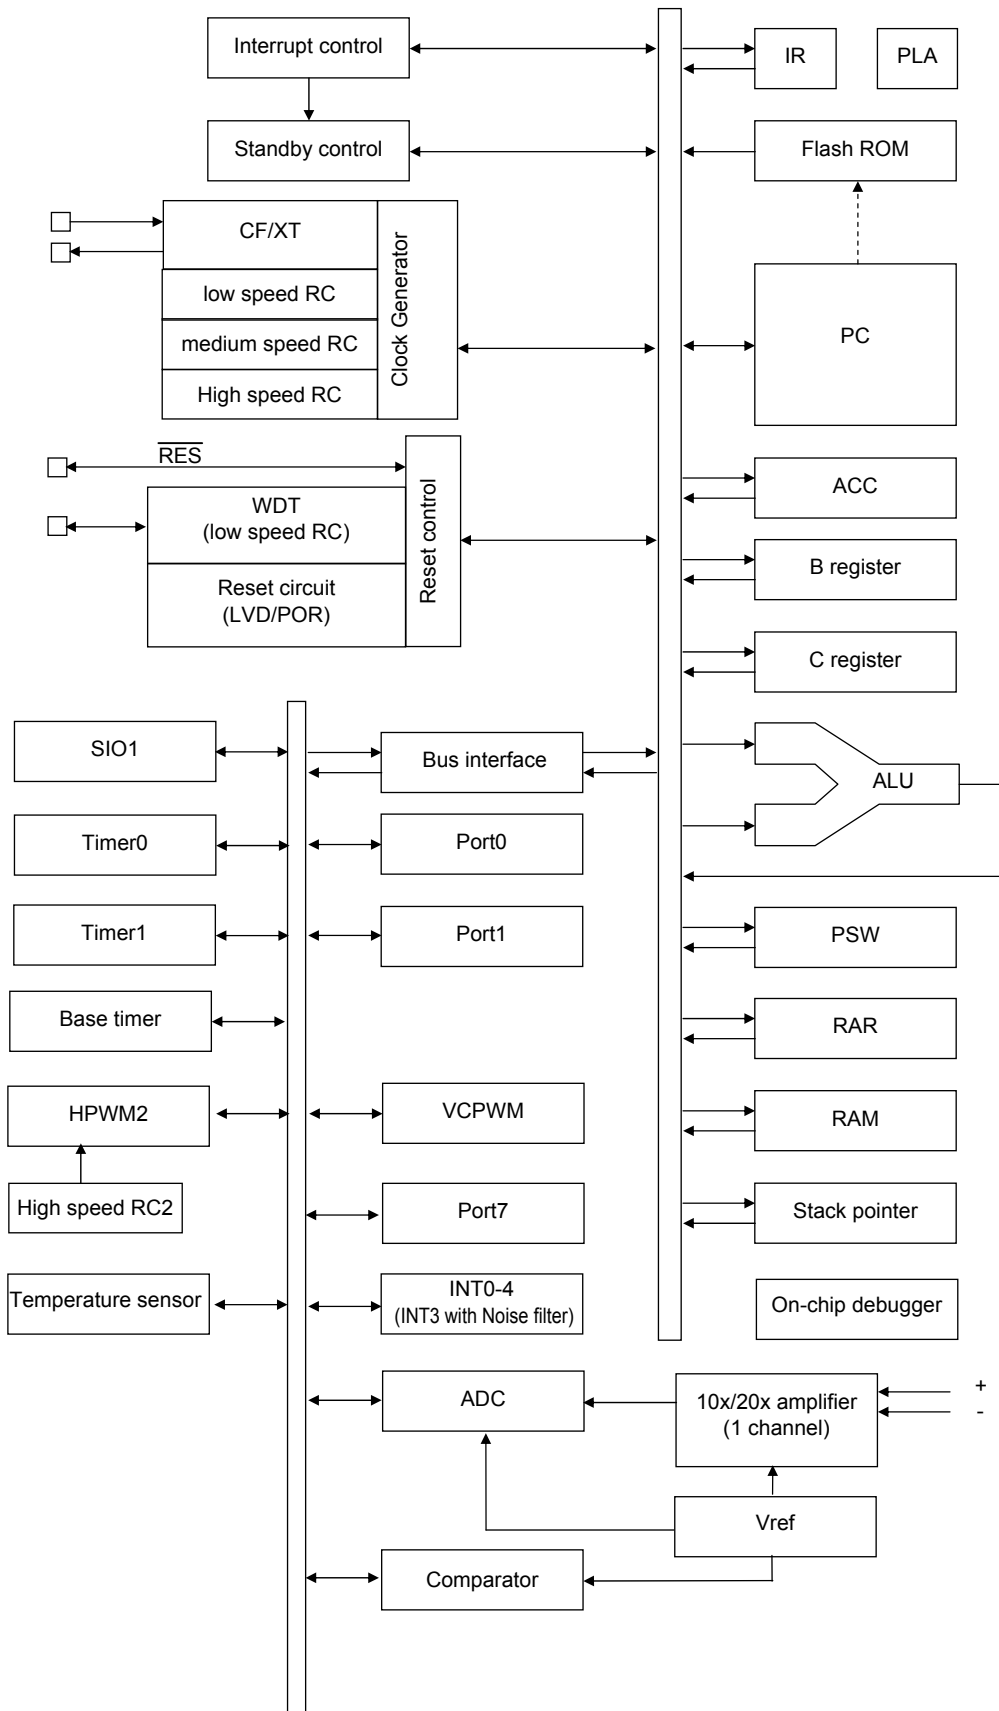 Interrupt control
IR
PLA
Standby control
Flash ROM
CF/XT
low speed RC
medium speed RC
High speed RC
Clock Generator
PC
RES
WDT
(low speed RC)
Reset circuit
(LVD/POR)
Reset control
ACC
B register
C register
SIO1
Bus interface
ALU
Timer0
Port0
Timer1
Port1
PSW
Base timer
RAR
HPWM2
VCPWM
RAM
High speed RC2
Port7
Stack pointer
Temperature sensor
INT0-4
(INT3 with Noise filter)
On-chip debugger
ADC
10x/20x amplifier
(1 channel)
+
-
Vref
Comparator